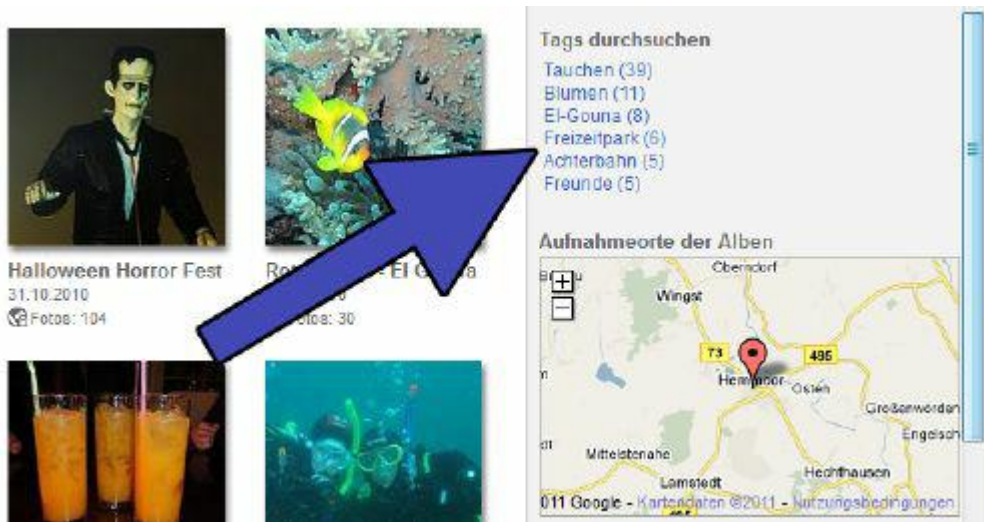 Halloween Horror Fest
31.10.2010
Fotos: 104
Fotos: 30
Tags durchsuchen
Tauchen (39)
Blumen (11)
El-Gouna (8)
Freizeitpark (6)
Achterbahn (5)
Freunde (5)
Aufnahmeorte der Alben
Oberndorf
Wingst
73
495
Hemmoor
Osten
Großenwörden
Engelsch
Mittelstenahe
Hechthausen
Lamstedt
011 Google - Kartendaten ©2011 - Nutzungsbedingungen